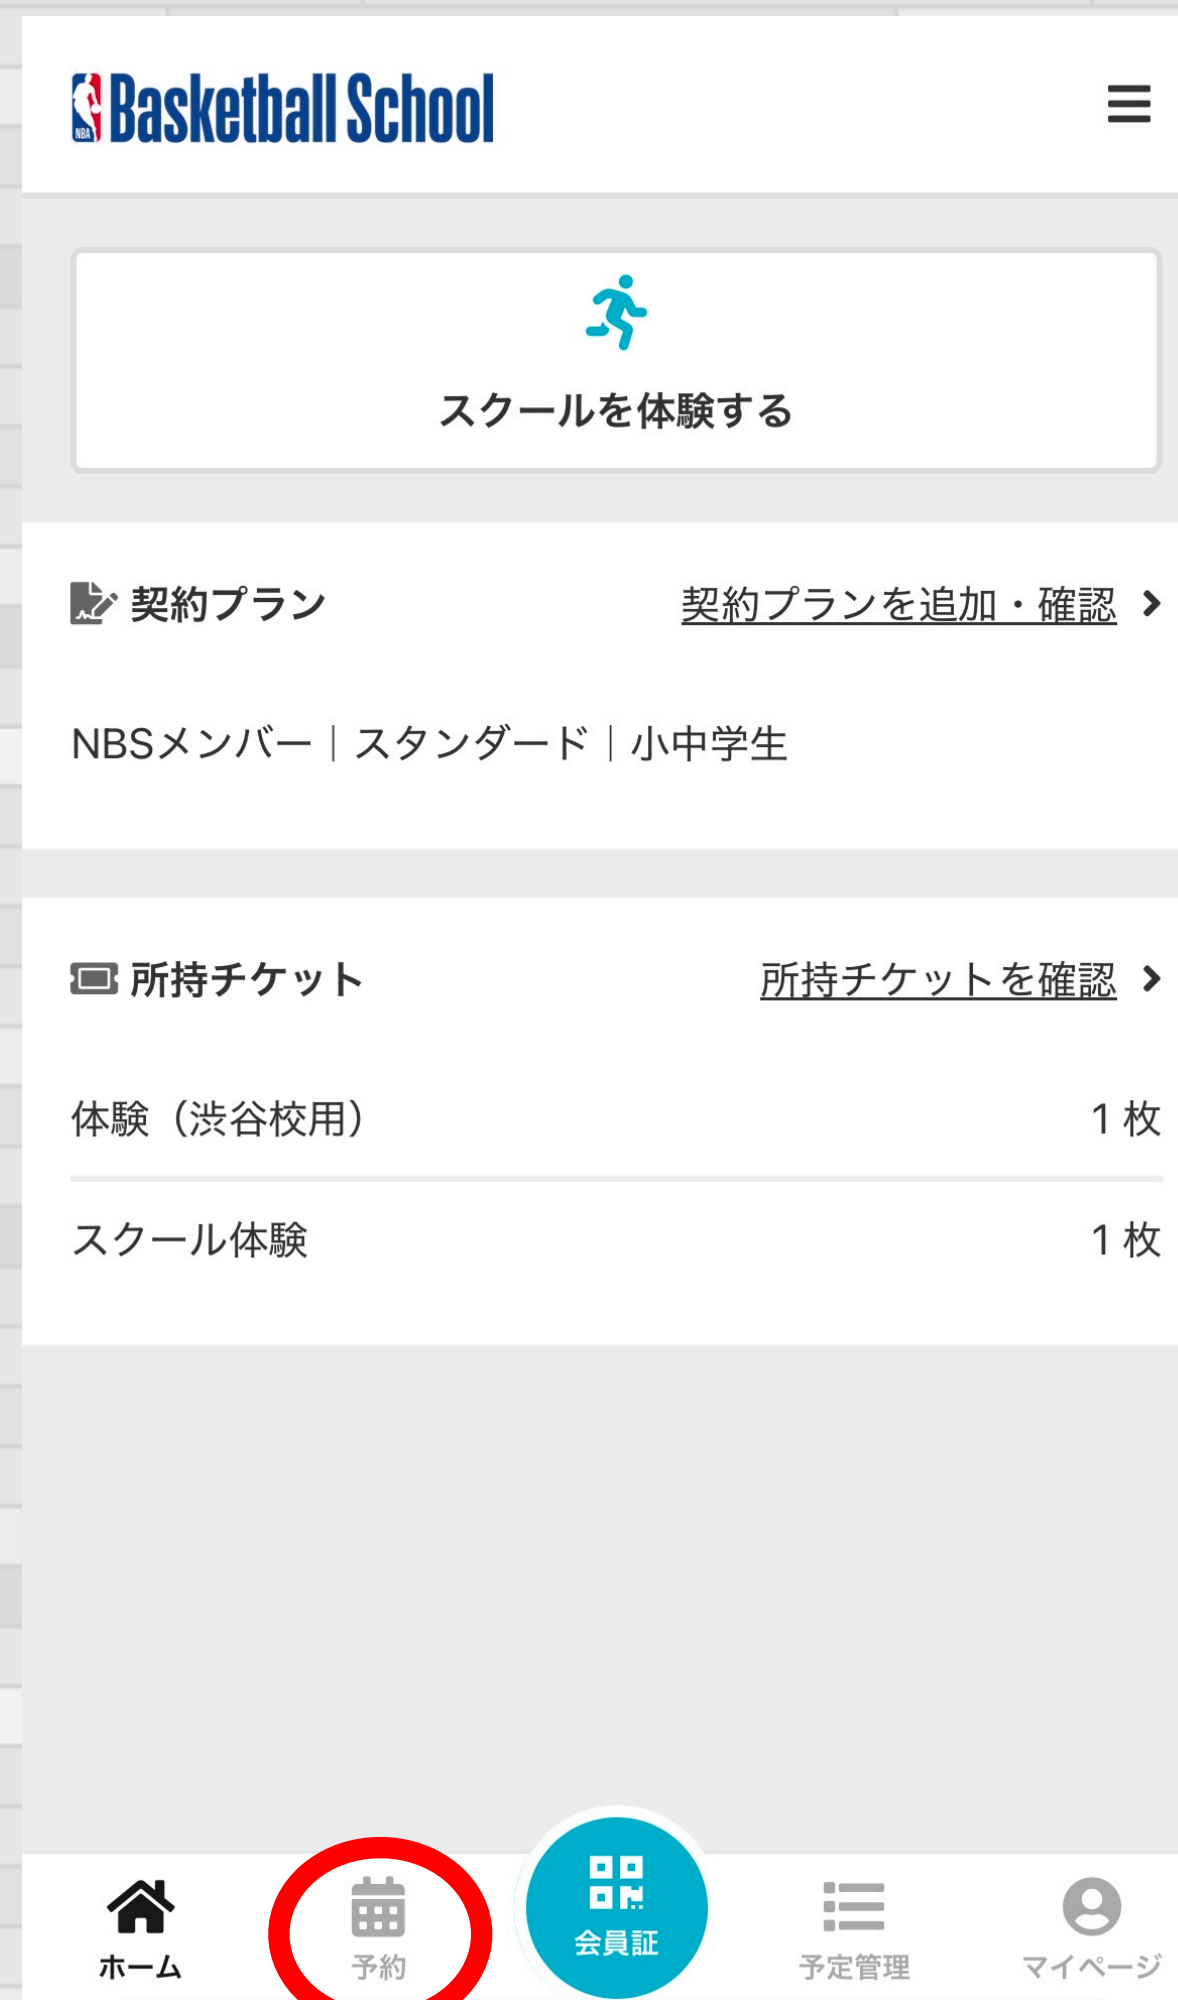 NBA Basketball School
スクールを体験する
契約プラン 契約プランを追加・確認
NBSメンバー｜スタンダード｜小中学生
所持チケット 所持チケットを確認
体験（渋谷校用） 1 枚
スクール体験 1 枚
ホーム 予約 会員証 予定管理 マイページ